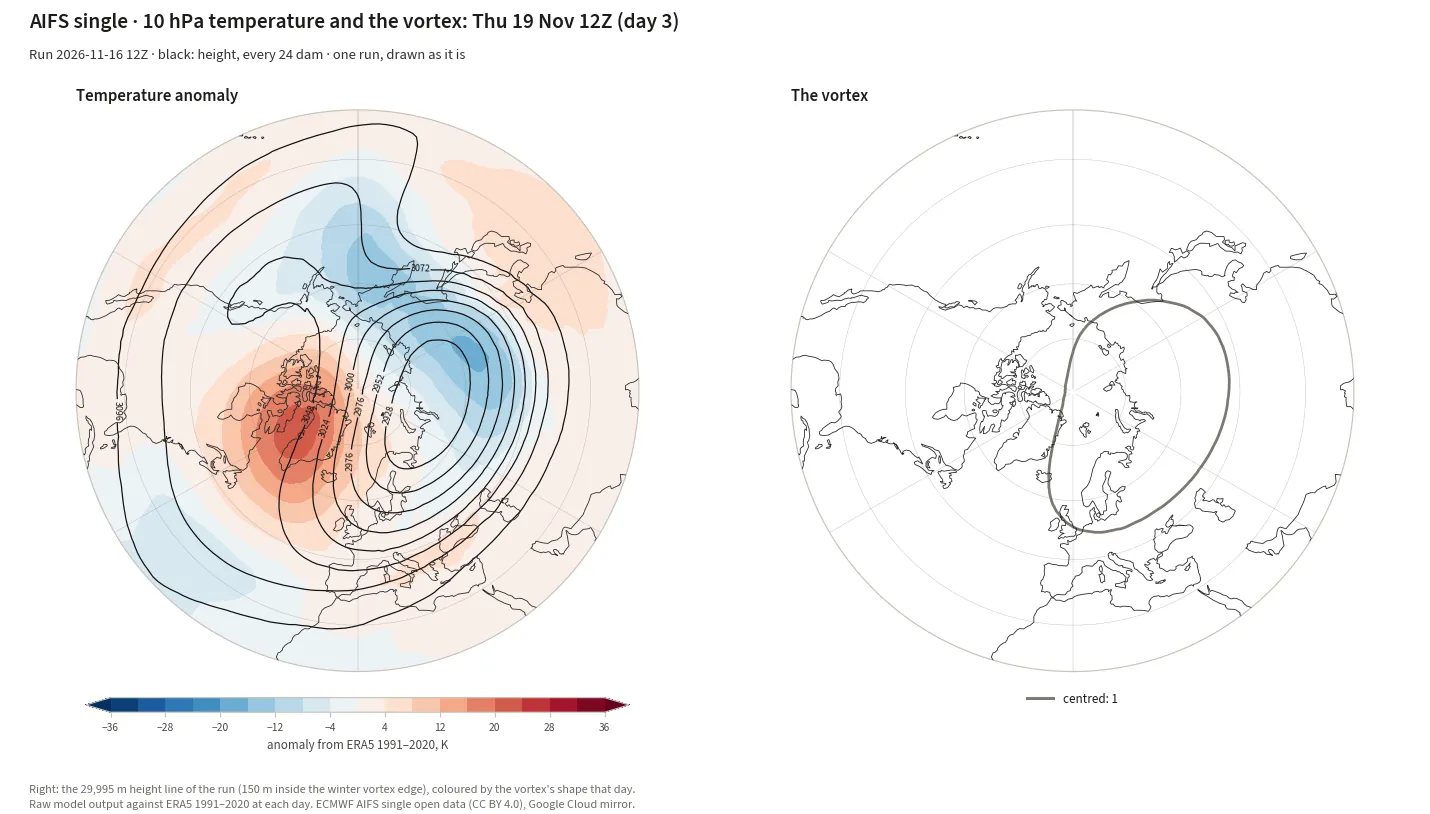 AIFS single · 10 hPa temperature and the vortex: Thu 19 Nov 12Z (day 3)
Run 2026-11-16 12Z · black: height, every 24 dam · one run, drawn as it is
Temperature anomaly
The vortex
3072
3000
2952
2976
2928
3024
2976
3096
−36 −28 −20 −12 −4 4 12 20 28 36
anomaly from ERA5 1991–2020, K
centred: 1
Right: the 29,995 m height line of the run (150 m inside the winter vortex edge), coloured by the vortex's shape that day.
Raw model output against ERA5 1991–2020 at each day. ECMWF AIFS single open data (CC BY 4.0), Google Cloud mirror.